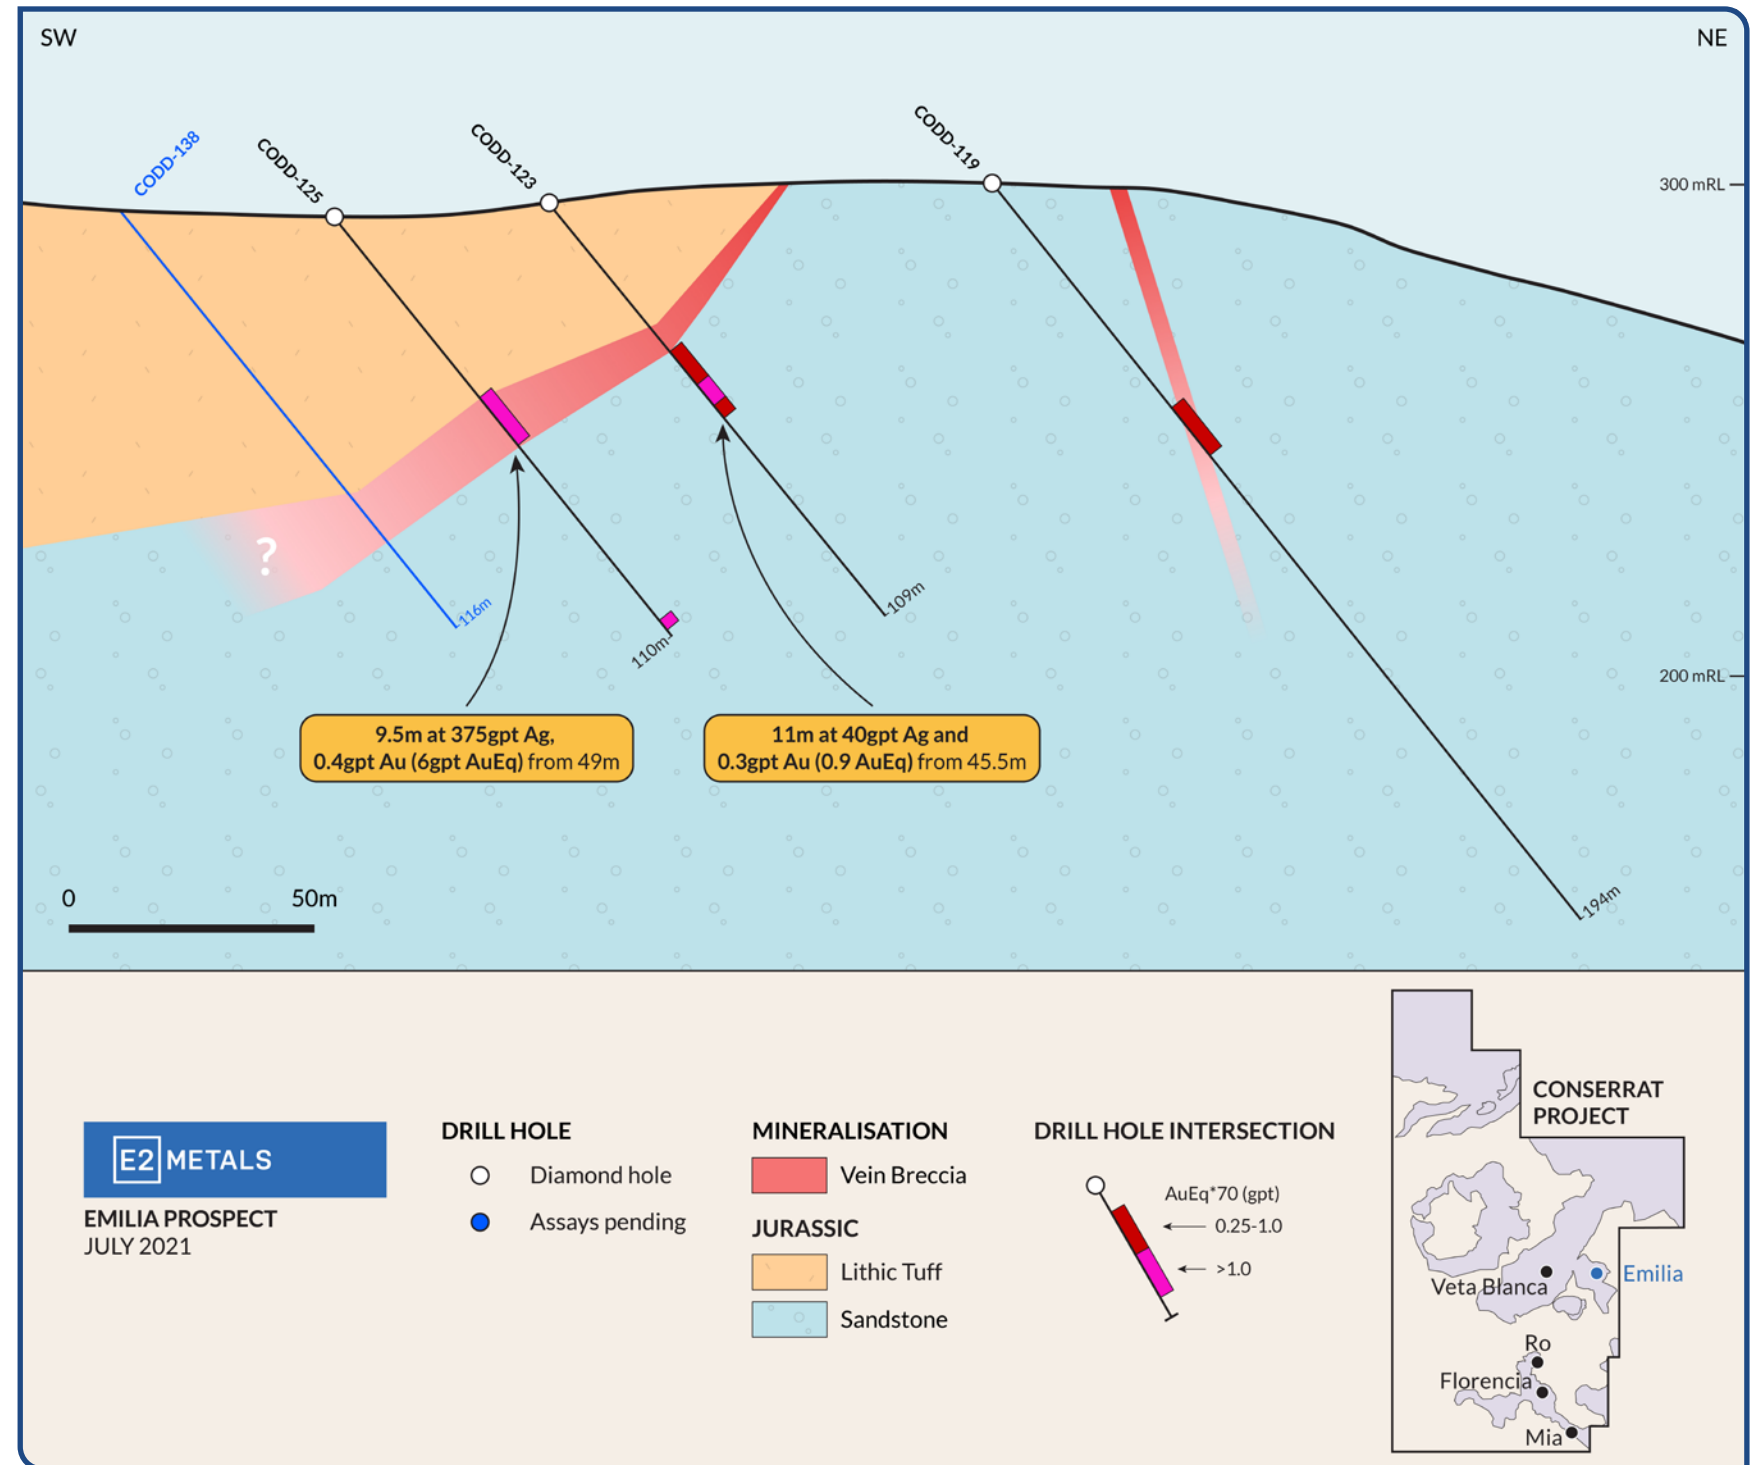 SW
NE
CODD-138
CODD-125
CODD-123
CODD-119
300 mRL
200 mRL
?
116m
110m
109m
194m
9.5m at 375gpt Ag,
0.4gpt Au (6gpt AuEq) from 49m
11m at 40gpt Ag and
0.3gpt Au (0.9 AuEq) from 45.5m
0
50m
E2 METALS
EMILIA PROSPECT
JULY 2021
DRILL HOLE
Diamond hole
Assays pending
MINERALISATION
Vein Breccia
JURASSIC
Lithic Tuff
Sandstone
DRILL HOLE INTERSECTION
AuEq*70 (gpt)
0.25-1.0
>1.0
CONSERRAT
PROJECT
Veta Blanca
Emilia
Ro
Florencia
Mia